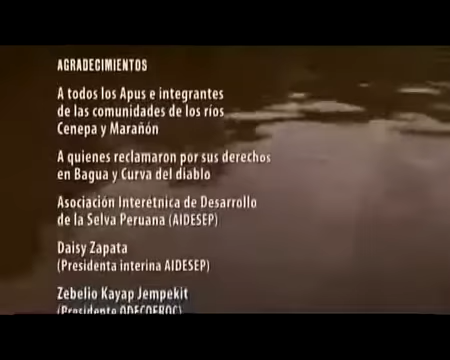 AGRADECIMIENTOS
A todos los Apus e integrantes
de las comunidades de los ríos
Cenepa y Marañón
A quienes reclamaron por sus derechos
en Bagua y Curva del diablo
Asociación Interétnica de Desarrollo
de la Selva Peruana (AIDESEP)
Daisy Zapata
(Presidenta interina AIDESEP)
Zebelio Kayap Jempekit
(Presidente ODECOFROC)